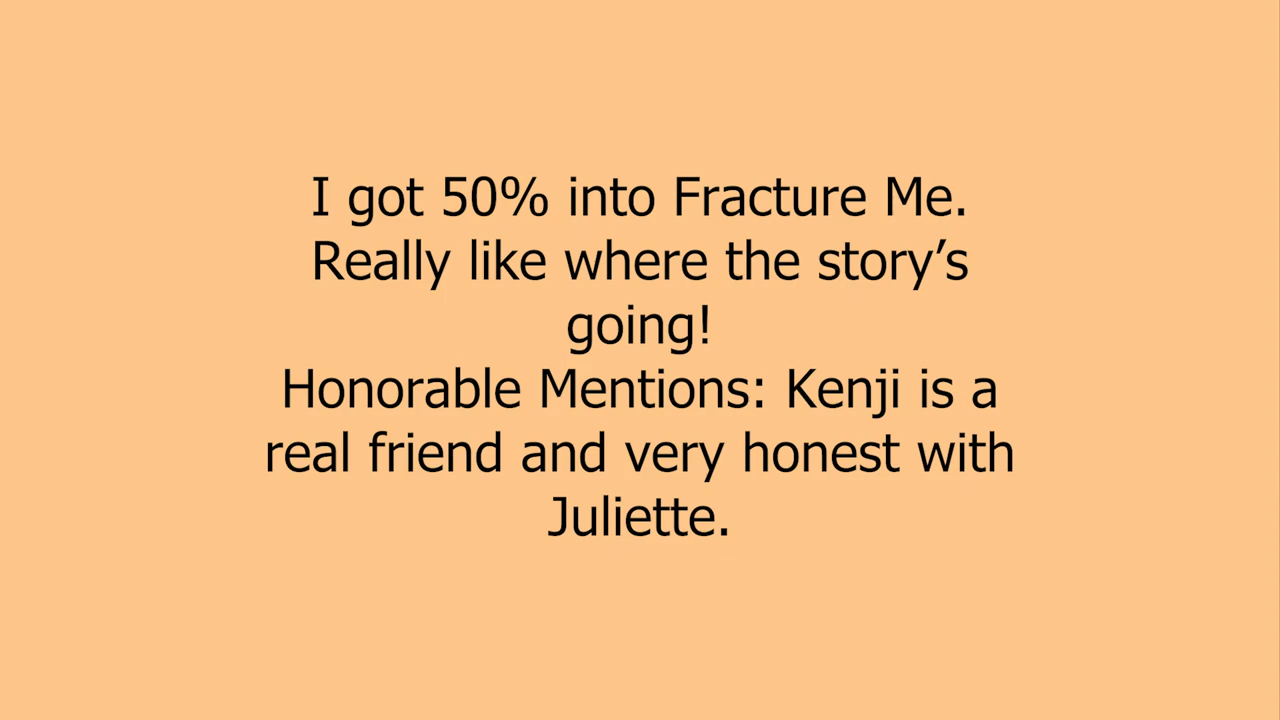 I got 50% into Fracture Me.
Really like where the story’s
going!
Honorable Mentions: Kenji is a
real friend and very honest with
Juliette.